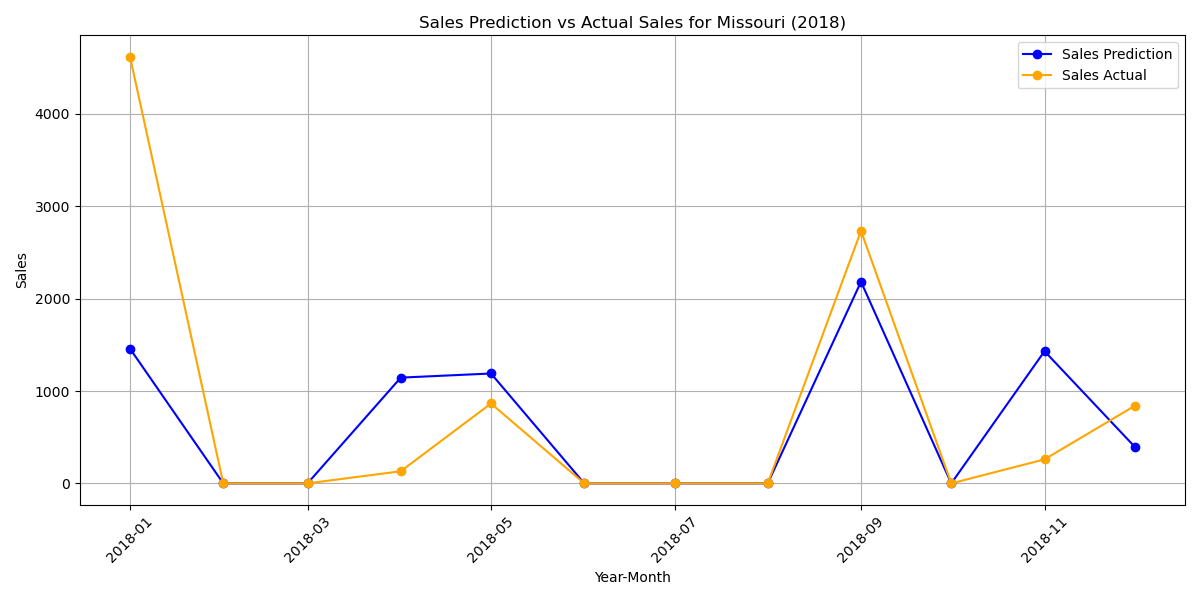 Sales Prediction vs Actual Sales for Missouri (2018)
Sales Prediction
Sales Actual
Sales
4000
3000
2000
1000
0
2018-01
2018-03
2018-05
2018-07
2018-09
2018-11
Year-Month